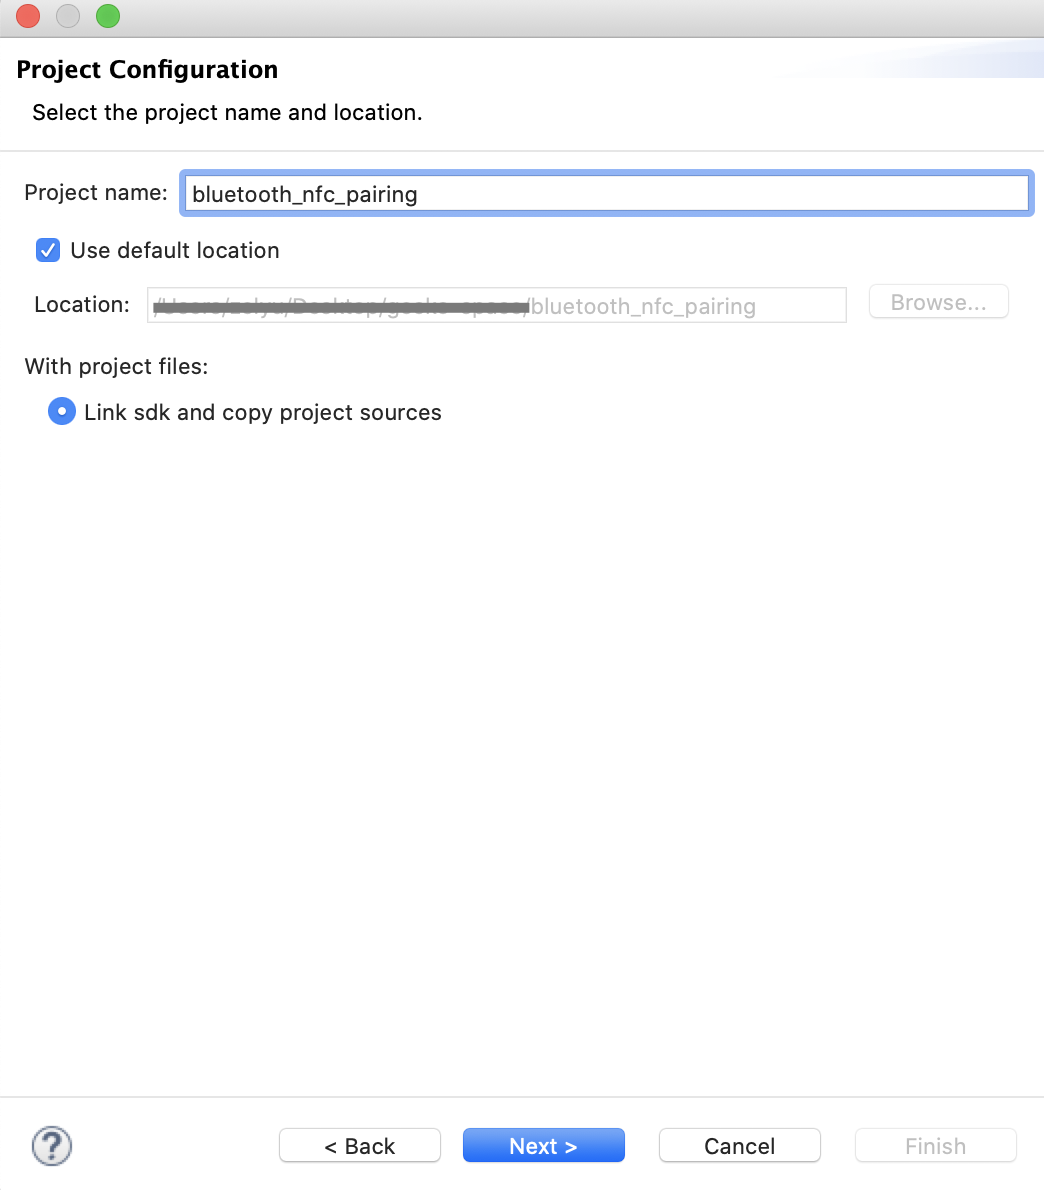 Project Configuration
Select the project name and location.
Project name: bluetooth_nfc_pairing
Use default location
Location: /bluetooth_nfc_pairing Browse...
With project files:
Link sdk and copy project sources
? < Back Next > Cancel Finish